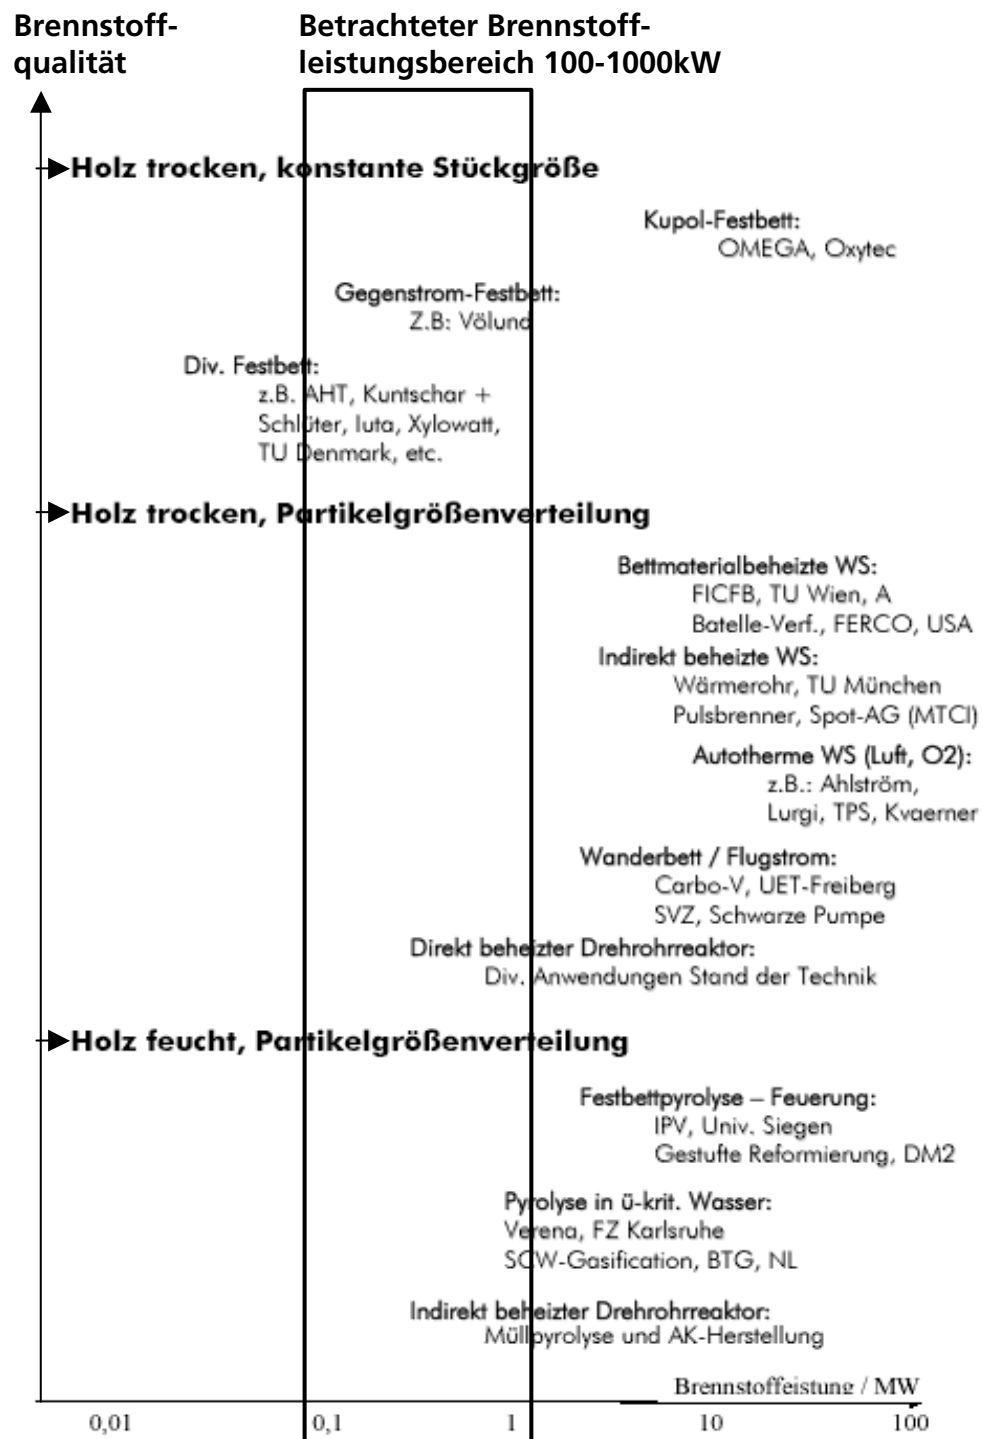 Brennstoff-
qualität
Betrachteter Brennstoff-
leistungsbereich 100-1000kW
Holz trocken, konstante Stückgröße
Kupol-Festbett:
OMEGA, Oxytec
Gegenstrom-Festbett:
Z.B: Völund
Div. Festbett:
z.B. AHT, Kuntschar +
Schlüter, Iuta, Xylowatt,
TU Denmark, etc.
Holz trocken, Partikelgrößenverteilung
Bettmaterialbeheizte WS:
FICFB, TU Wien, A
Batelle-Verf., FERCO, USA
Indirekt beheizte WS:
Wärmerohr, TU München
Pulsbrenner, Spot-AG (MTCI)
Autotherme WS (Luft, O2):
z.B.: Ahlström,
Lurgi, TPS, Kvaerner
Wanderbett / Flugstrom:
Carbo-V, UET-Freiberg
SVZ, Schwarze Pumpe
Direkt beheizter Drehrohrreaktor:
Div. Anwendungen Stand der Technik
Holz feucht, Partikelgrößenverteilung
Festbettpyrolyse – Feuerung:
IPV, Univ. Siegen
Gestufte Reformierung, DM2
Pyrolyse in ü-krit. Wasser:
Verena, FZ Karlsruhe
SCW-Gasification, BTG, NL
Indirekt beheizter Drehrohrreaktor:
Müllpyrolyse und AK-Herstellung
Brennstoffeistung / MW
0,01 0,1 1 10 100